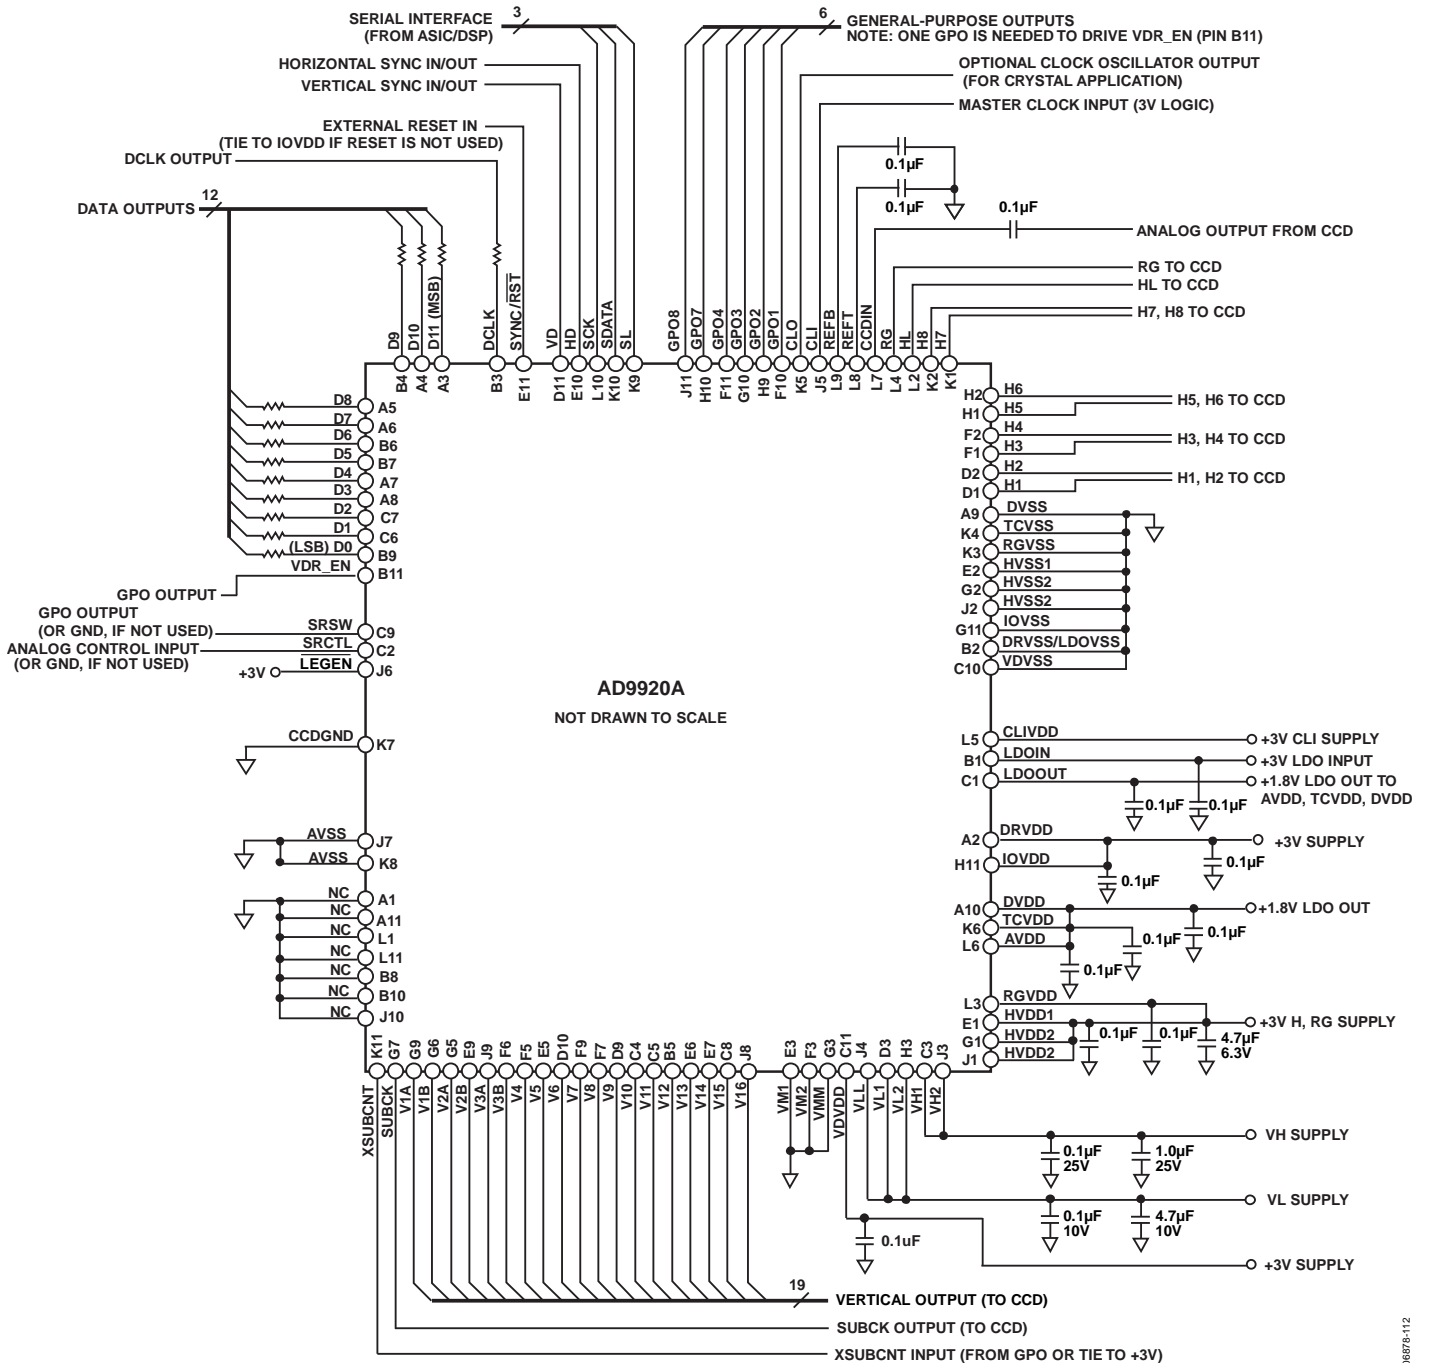 SERIAL INTERFACE
(FROM ASIC/DSP)
3
6
GENERAL-PURPOSE OUTPUTS
NOTE: ONE GPO IS NEEDED TO DRIVE VDR_EN (PIN B11)
HORIZONTAL SYNC IN/OUT
OPTIONAL CLOCK OSCILLATOR OUTPUT
(FOR CRYSTAL APPLICATION)
VERTICAL SYNC IN/OUT
MASTER CLOCK INPUT (3V LOGIC)
EXTERNAL RESET IN
(TIE TO IOVDD IF RESET IS NOT USED)
DCLK OUTPUT
0.1µF
0.1µF
DATA OUTPUTS
12
0.1µF
ANALOG OUTPUT FROM CCD
RG TO CCD
HL TO CCD
H7, H8 TO CCD
D9
D10
D11 (MSB)
DCLK
SYNC/RST
VD
HD
SCK
SDATA
SL
GPO8
GPO7
GPO4
GPO3
GPO2
GPO1
CLO
CLI
REFB
REFT
CCDIN
RG
HL
H8
H7
B4
A4
A3
B3
E11
D11
E10
L10
K10
K9
J11
H10
F11
G10
H9
F10
K5
J5
L9
L8
L7
L4
L2
K2
K1
D8 A5
D7 A6
D6 B6
D5 B7
D4 A7
D3 A8
D2 C7
D1 C6
(LSB) D0 B9
VDR_EN B11
GPO OUTPUT
GPO OUTPUT
(OR GND, IF NOT USED)
SRSW C9
ANALOG CONTROL INPUT
(OR GND, IF NOT USED)
SRCTL C2
+3V
LEGEN J6
CCDGND K7
AVSS J7
AVSS K8
NC A1
NC A11
NC L1
NC L11
NC B8
NC B10
NC J10
AD9920A
NOT DRAWN TO SCALE
H2 H6
H1 H5
H5, H6 TO CCD
F2 H4
F1 H3
H3, H4 TO CCD
D2 H2
D1 H1
H1, H2 TO CCD
A9 DVSS
K4 TCVSS
K3 RGVSS
E2 HVSS1
G2 HVSS2
J2 HVSS2
G11 IOVSS
B2 DRVSS/LDOVSS
C10 VDVSS
L5 CLIVDD +3V CLI SUPPLY
B1 LDOIN +3V LDO INPUT
C1 LDOOUT +1.8V LDO OUT TO
AVDD, TCVDD, DVDD
0.1µF
0.1µF
A2 DRVDD +3V SUPPLY
H11 IOVDD
0.1µF
0.1µF
A10 DVDD +1.8V LDO OUT
K6 TCVDD
L6 AVDD
0.1µF
0.1µF
0.1µF
L3 RGVDD
E1 HVDD1 +3V H, RG SUPPLY
G1 HVDD2
J1 HVDD2
0.1µF
0.1µF
4.7µF
6.3V
K11
G7
G9
G6
G5
E9
J9
F6
F5
E5
D10
F9
F7
D9
C4
C5
B5
E6
E7
C8
J8
E3
F3
G3
C11
J4
D3
H3
C3
J3
XSUBCNT
SUBCK
V1A
V1B
V2A
V2B
V3A
V3B
V4
V5
V6
V7
V8
V9
V10
V11
V12
V13
V14
V15
V16
VM1
VM2
VMM
VDVDD
VLL
VL1
VL2
VH1
VH2
VH SUPPLY
0.1µF
25V
1.0µF
25V
VL SUPPLY
0.1µF
10V
4.7µF
10V
0.1uF
+3V SUPPLY
19
VERTICAL OUTPUT (TO CCD)
SUBCK OUTPUT (TO CCD)
XSUBCNT INPUT (FROM GPO OR TIE TO +3V)
06878-112